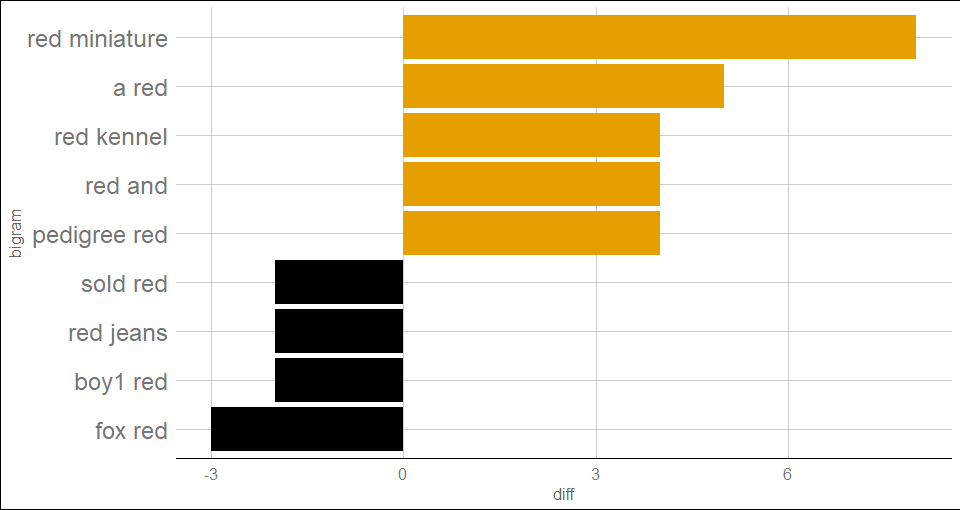 red miniature
a red
red kennel
red and
pedigree red
sold red
red jeans
boy1 red
fox red
bigram
-3 0 3 6
diff